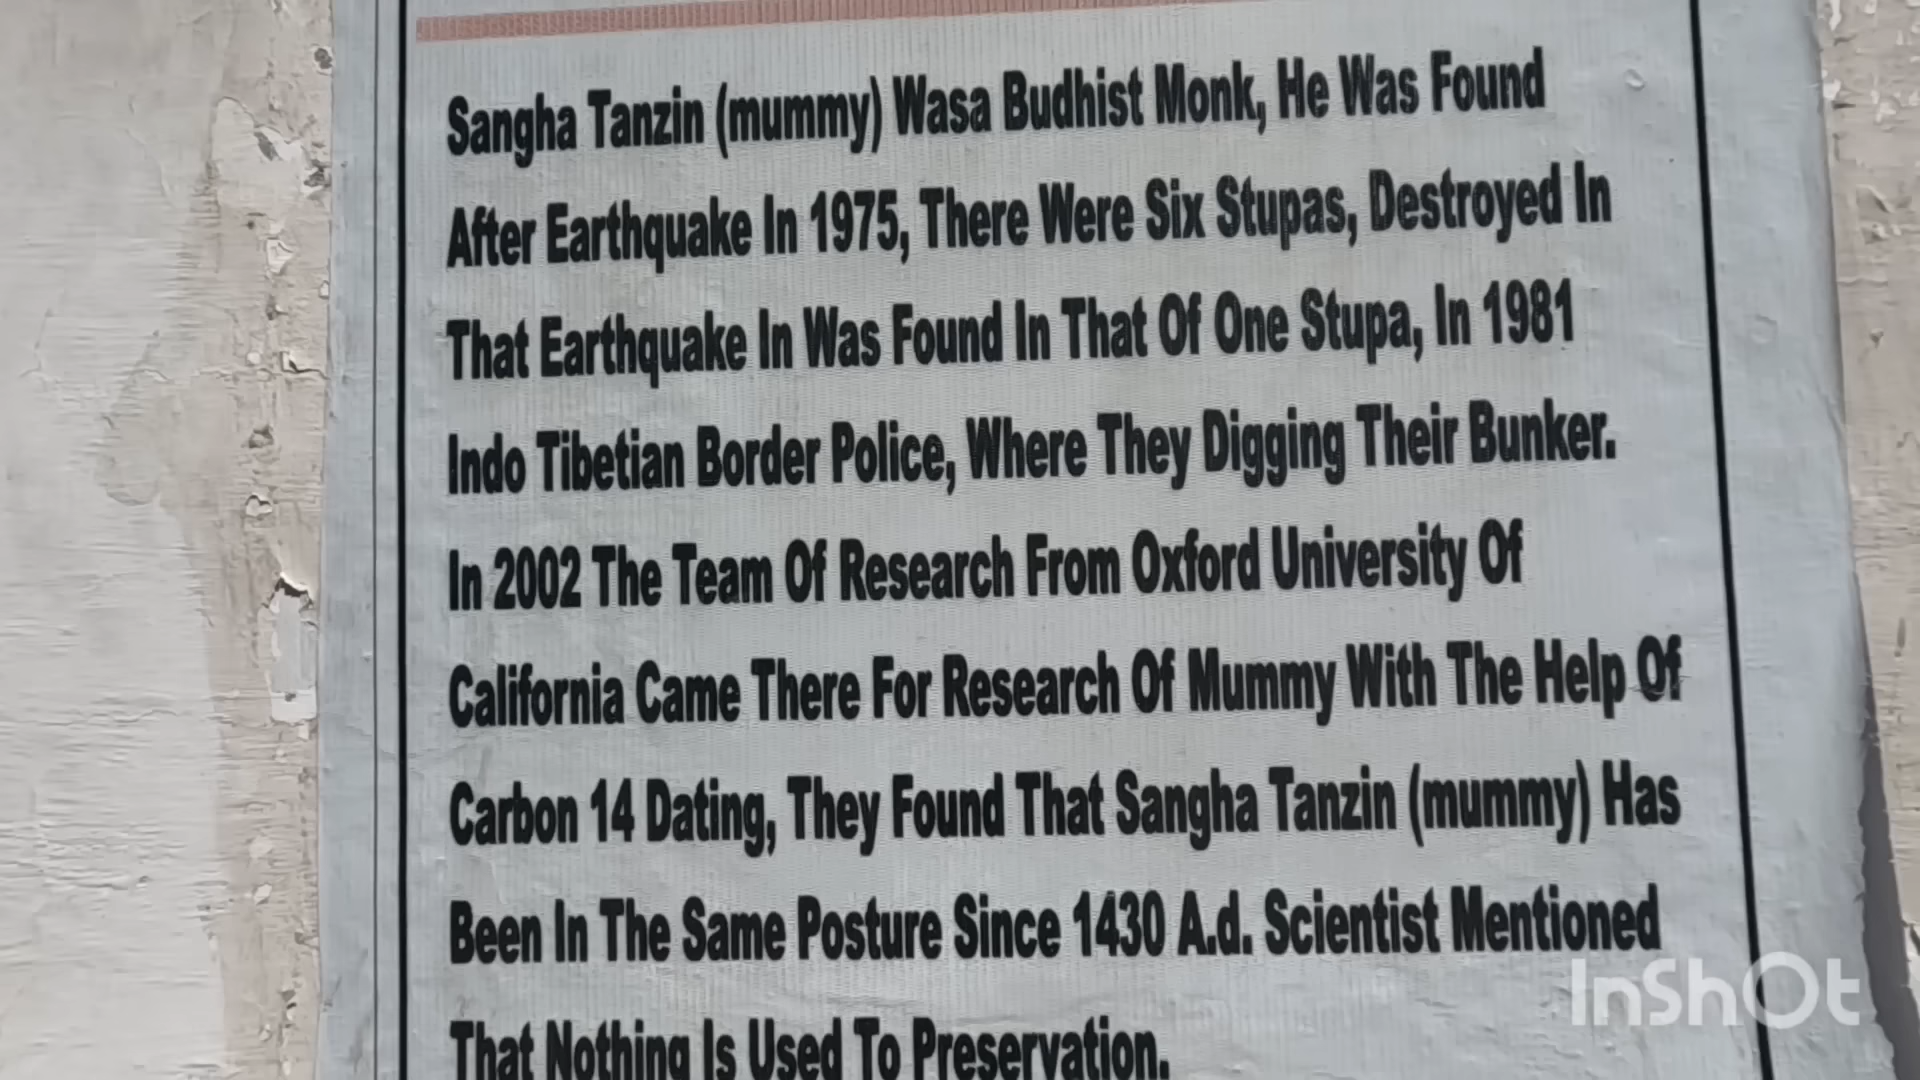 Sangha Tanzin (mummy) Wasa Budhist Monk, He Was Found
After Earthquake In 1975, There Were Six Stupas, Destroyed In
That Earthquake In Was Found In That Of One Stupa, In 1981
Indo Tibetian Border Police, Where They Digging Their Bunker.
In 2002 The Team Of Research From Oxford University Of
California Came There For Research Of Mummy With The Help Of
Carbon 14 Dating, They Found That Sangha Tanzin (mummy) Has
Been In The Same Posture Since 1430 A.d. Scientist Mentioned
That Nothing Is Used To Preservation.
InShOt